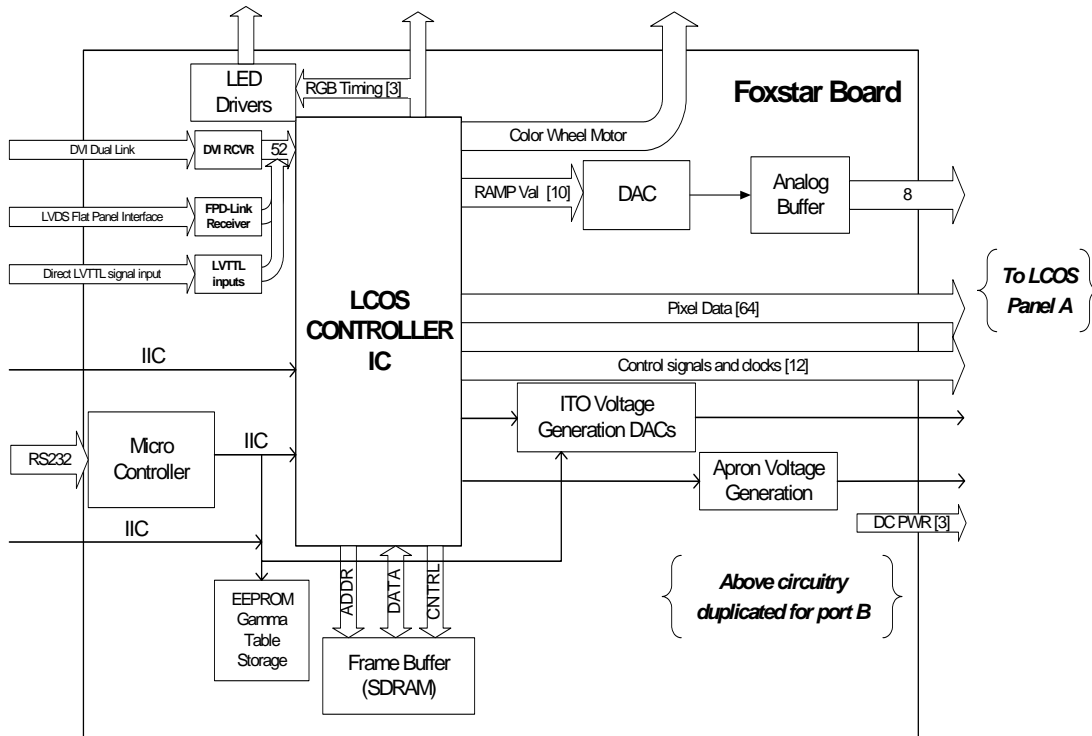 LED
Drivers
RGB Timing [3]
Foxstar Board
Color Wheel Motor
DVI Dual Link
DVI RCVR
52
RAMP Val [10]
DAC
Analog
Buffer
8
LVDS Flat Panel Interface
FPD-Link
Receiver
Direct LVTTL signal input
LVTTL
inputs
LCOS
CONTROLLER
IC
To LCOS
Panel A
Pixel Data [64]
IIC
Control signals and clocks [12]
ITO Voltage
Generation DACs
RS232
Micro
Controller
IIC
Apron Voltage
Generation
IIC
DC PWR [3]
ADDR
DATA
CNTRL
EEPROM
Gamma
Table
Storage
Above circuitry
duplicated for port B
Frame Buffer
(SDRAM)